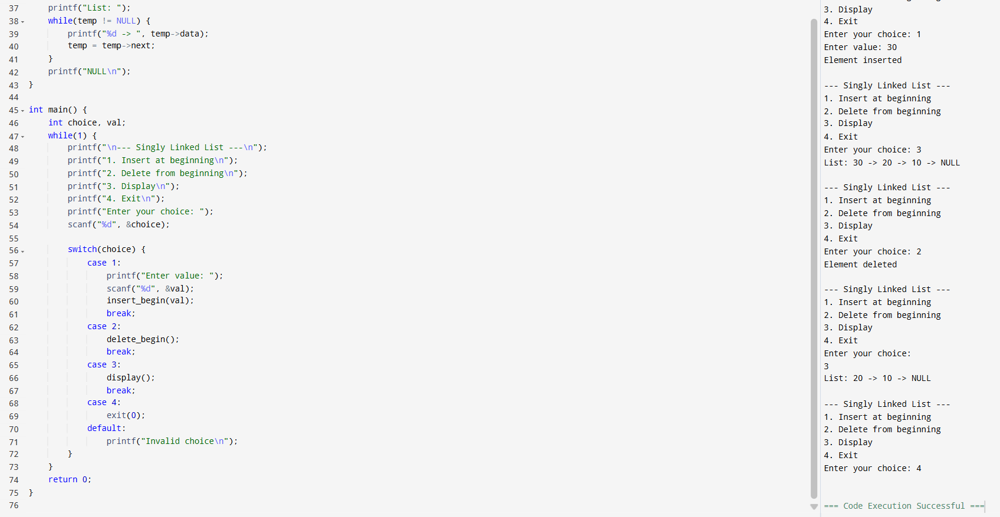 37 printf("List: ");
38 while(temp != NULL) {
39 printf("%d -> ", temp->data);
40 temp = temp->next;
41 }
42 printf("NULL\n");
43 }
44
45 int main() {
46 int choice, val;
47 while(1) {
48 printf("\n--- Singly Linked List ---\n");
49 printf("1. Insert at beginning\n");
50 printf("2. Delete from beginning\n");
51 printf("3. Display\n");
52 printf("4. Exit\n");
53 printf("Enter your choice: ");
54 scanf("%d", &choice);
55
56 switch(choice) {
57 case 1:
58 printf("Enter value: ");
59 scanf("%d", &val);
60 insert_begin(val);
61 break;
62 case 2:
63 delete_begin();
64 break;
65 case 3:
66 display();
67 break;
68 case 4:
69 exit(0);
70 default:
71 printf("Invalid choice\n");
72 }
73 }
74 return 0;
75 }
76
3. Display
4. Exit
Enter your choice: 1
Enter value: 30
Element inserted
--- Singly Linked List ---
1. Insert at beginning
2. Delete from beginning
3. Display
4. Exit
Enter your choice: 3
List: 30 -> 20 -> 10 -> NULL
--- Singly Linked List ---
1. Insert at beginning
2. Delete from beginning
3. Display
4. Exit
Enter your choice: 2
Element deleted
--- Singly Linked List ---
1. Insert at beginning
2. Delete from beginning
3. Display
4. Exit
Enter your choice:
3
List: 20 -> 10 -> NULL
--- Singly Linked List ---
1. Insert at beginning
2. Delete from beginning
3. Display
4. Exit
Enter your choice: 4
=== Code Execution Successful ===